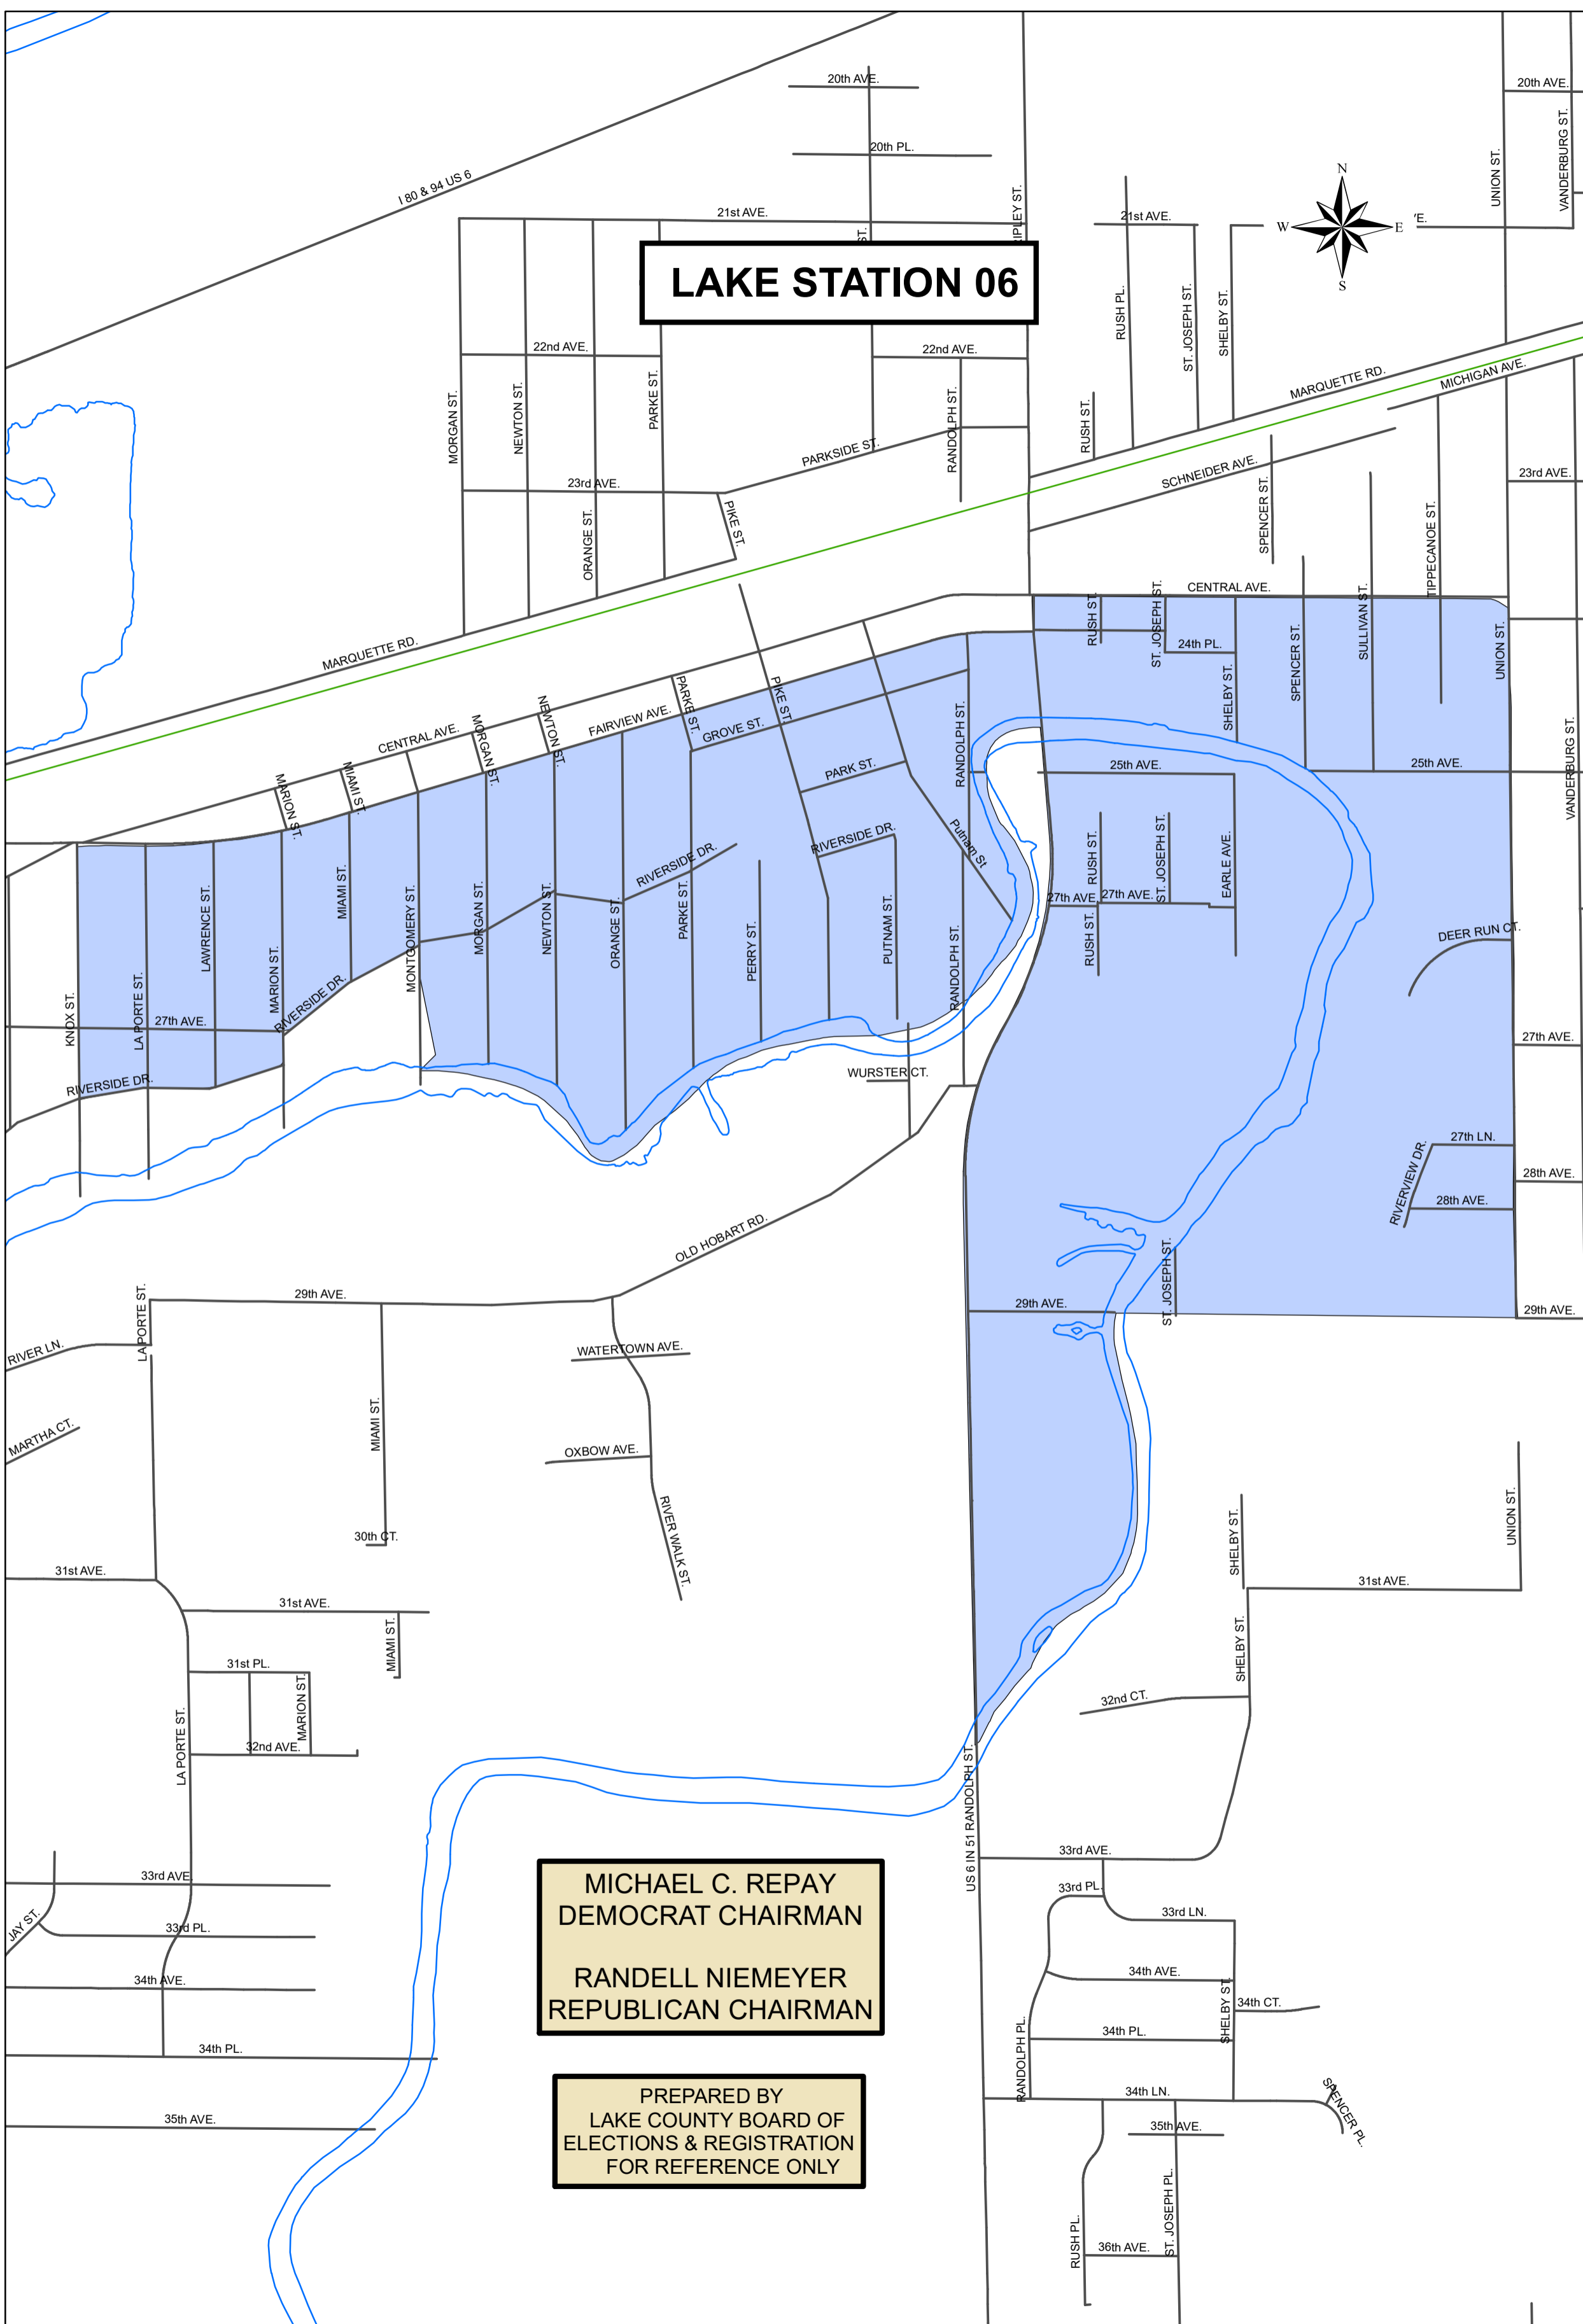 20th AVE.
20th AVE.
VANDERBURG ST.
20th PL.
UNION ST.
I 80 & 94 US 6
N
21st AVE.
21st AVE.
W
E
S
LAKE STATION 06
RUSH PL.
ST. JOSEPH ST.
SHELBY ST.
22nd AVE.
22nd AVE.
MARQUETTE RD.
MICHIGAN AVE.
MORGAN ST.
NEWTON ST.
PARKE ST.
RANDOLPH ST.
RUSH ST.
PARKSIDE ST.
SCHNEIDER AVE.
23rd AVE.
23rd AVE.
PIKE ST.
ORANGE ST.
SPENCER ST.
TIPPECANOE ST.
CENTRAL AVE.
MARQUETTE RD.
RUSH ST.
ST. JOSEPH ST.
24th PL.
SHELBY ST.
SPENCER ST.
SULLIVAN ST.
UNION ST.
VANDERBURG ST.
CENTRAL AVE.
MORGAN ST.
NEWTON ST.
FAIRVIEW AVE.
PARKE ST.
GROVE ST.
PIKE ST.
RANDOLPH ST.
MARION ST.
MIAMI ST.
PARK ST.
25th AVE.
25th AVE.
Putnam St
RIVERSIDE DR.
RIVERSIDE DR.
RUSH ST.
ST. JOSEPH ST.
EARLE AVE.
27th AVE.
27th AVE.
RUSH ST.
LAWRENCE ST.
MIAMI ST.
MARION ST.
MONTGOMERY ST.
MORGAN ST.
NEWTON ST.
ORANGE ST.
PARKE ST.
PERRY ST.
PUTNAM ST.
RANDOLPH ST.
DEER RUN CT.
KNOX ST.
LA PORTE ST.
27th AVE.
RIVERSIDE DR.
27th AVE.
RIVERSIDE DR.
WURSTER CT.
27th LN.
RIVERVIEW DR.
28th AVE.
28th AVE.
OLD HOBART RD.
ST. JOSEPH ST.
LA PORTE ST.
29th AVE.
29th AVE.
29th AVE.
RIVER LN.
WATERTOWN AVE.
MIAMI ST.
MARTHA CT.
OXBOW AVE.
RIVER WALK ST.
30th CT.
SHELBY ST.
UNION ST.
31st AVE.
31st AVE.
31st AVE.
MIAMI ST.
SHELBY ST.
31st PL.
MARION ST.
32nd CT.
LA PORTE ST.
32nd AVE.
US 6 IN 51 RANDOLPH ST.
33rd AVE.
33rd AVE.
33rd PL.
JAY ST.
33rd PL.
33rd LN.
MICHAEL C. REPAY
DEMOCRAT CHAIRMAN
RANDELL NIEMEYER
REPUBLICAN CHAIRMAN
34th AVE.
34th AVE.
34th CT.
SHELBY ST.
34th PL.
34th PL.
RANDOLPH PL.
34th LN.
SPENCER PL.
PREPARED BY
LAKE COUNTY BOARD OF
ELECTIONS & REGISTRATION
FOR REFERENCE ONLY
35th AVE.
35th AVE.
RUSH PL.
ST. JOSEPH PL.
36th AVE.